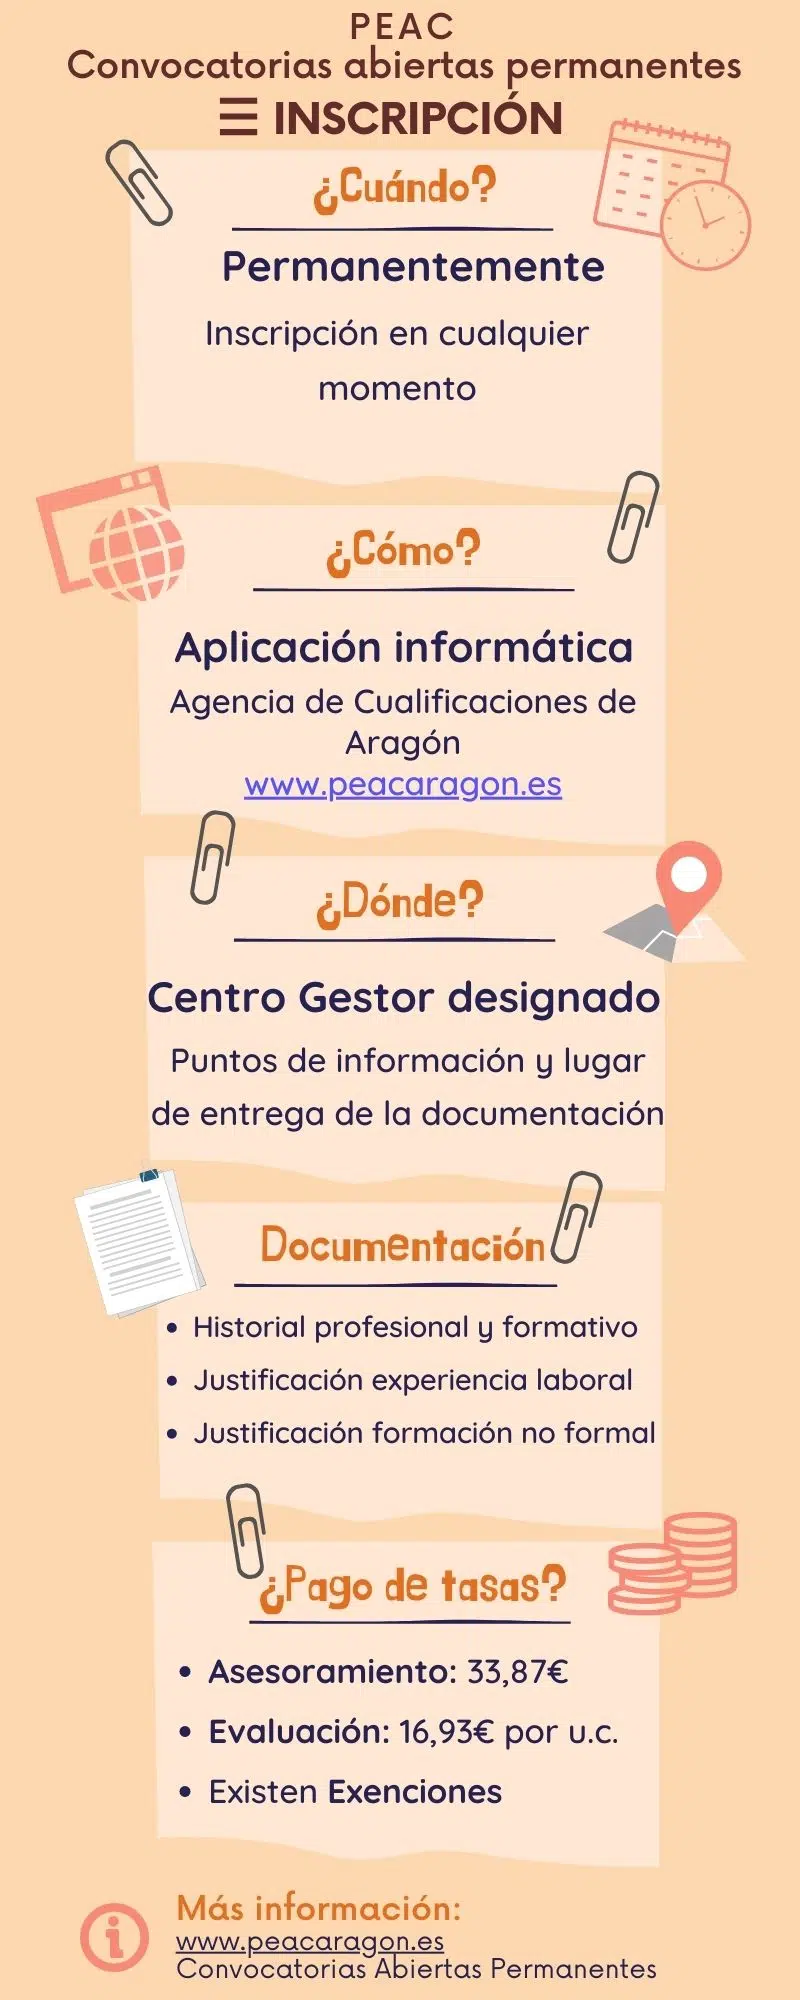 PEAC
Convocatorias abiertas permanentes
☰ INSCRIPCIÓN
¿Cuándo?
Permanentemente
Inscripción en cualquier
momento
¿Cómo?
Aplicación informática
Agencia de Cualificaciones de
Aragón
www.peacaragon.es
¿Dónde?
Centro Gestor designado
Puntos de información y lugar
de entrega de la documentación
Documentación
• Historial profesional y formativo
• Justificación experiencia laboral
• Justificación formación no formal
¿Pago de tasas?
• Asesoramiento: 33,87€
• Evaluación: 16,93€ por u.c.
• Existen Exenciones
Más información:
www.peacaragon.es
Convocatorias Abiertas Permanentes